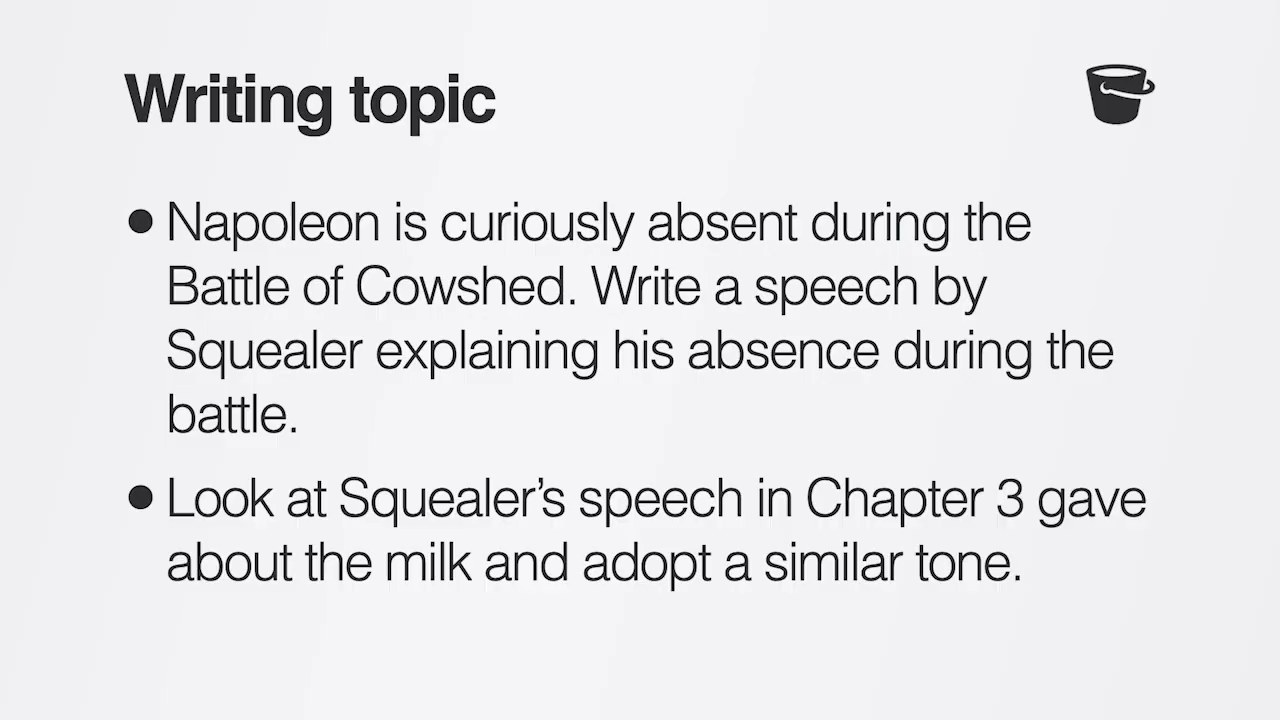 Writing topic
• Napoleon is curiously absent during the
Battle of Cowshed. Write a speech by
Squealer explaining his absence during the
battle.
• Look at Squealer’s speech in Chapter 3 gave
about the milk and adopt a similar tone.